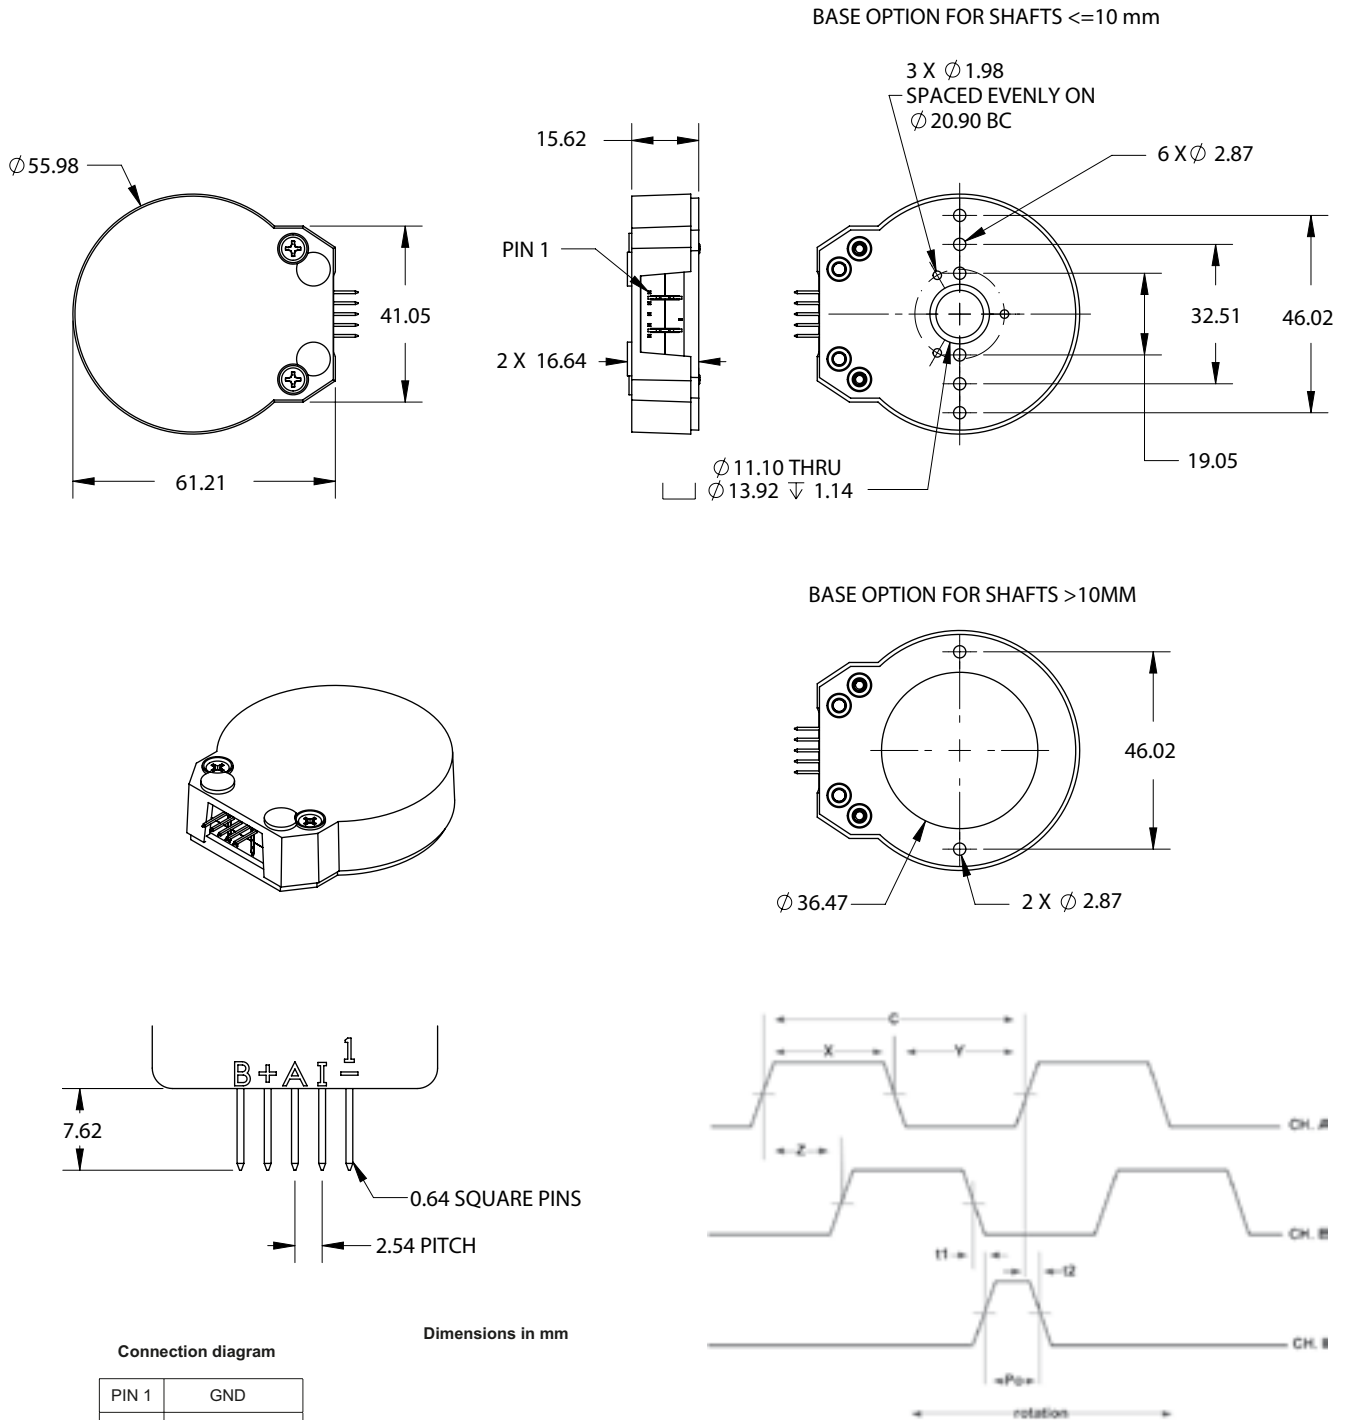 BASE OPTION FOR SHAFTS <=10 mm
3 X ∅ 1.98
SPACED EVENLY ON
∅ 20.90 BC
15.62
6 X ∅ 2.87
∅ 55.98
PIN 1
41.05
32.51
46.02
2 X 16.64
19.05
∅ 11.10 THRU
⌴ ∅ 13.92 ↧ 1.14
61.21
BASE OPTION FOR SHAFTS >10MM
46.02
∅ 36.47
2 X ∅ 2.87
C
X
Y
1
B + A I –
7.62
CH. A
Z
0.64 SQUARE PINS
2.54 PITCH
CH. B
t1
t2
Dimensions in mm
Connection diagram
CH.
Po
PIN 1 GND
rotation